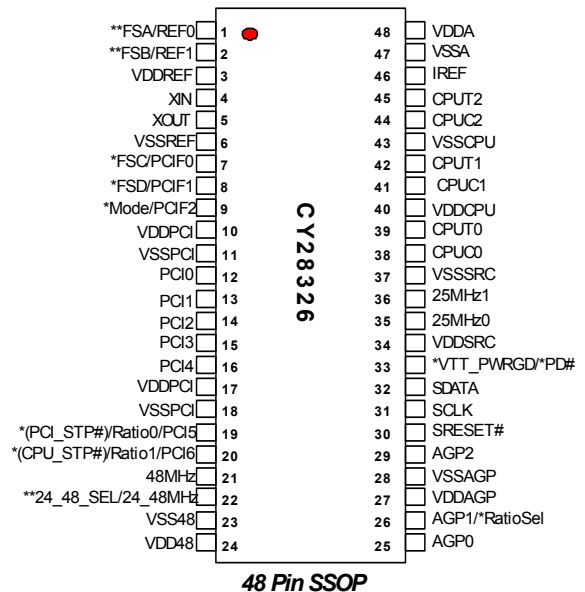 **FSA/REF0 1 48 VDDA
**FSB/REF1 2 47 VSSA
VDDREF 3 46 IREF
XIN 4 45 CPUT2
XOUT 5 44 CPUC2
VSSREF 6 43 VSSCPU
*FSC/PCIF0 7 42 CPUT1
*FSD/PCIF1 8 41 CPUC1
*Mode/PCIF2 9 40 VDDCPU
VDDPCI 10 39 CPUT0
VSSPCI 11 38 CPUC0
PCI0 12 37 VSSSRC
PCI1 13 36 25MHz1
PCI2 14 35 25MHz0
PCI3 15 34 VDDSRC
PCI4 16 33 *VTT_PWRGD/*PD#
VDDPCI 17 32 SDATA
VSSPCI 18 31 SCLK
*(PCI_STP#)/Ratio0/PCI5 19 30 SRESET#
*(CPU_STP#)/Ratio1/PCI6 20 29 AGP2
48MHz 21 28 VSSAGP
**24_48_SEL/24_48MHz 22 27 VDDAGP
VSS48 23 26 AGP1/*RatioSel
VDD48 24 25 AGP0
CY28326
48 Pin SSOP